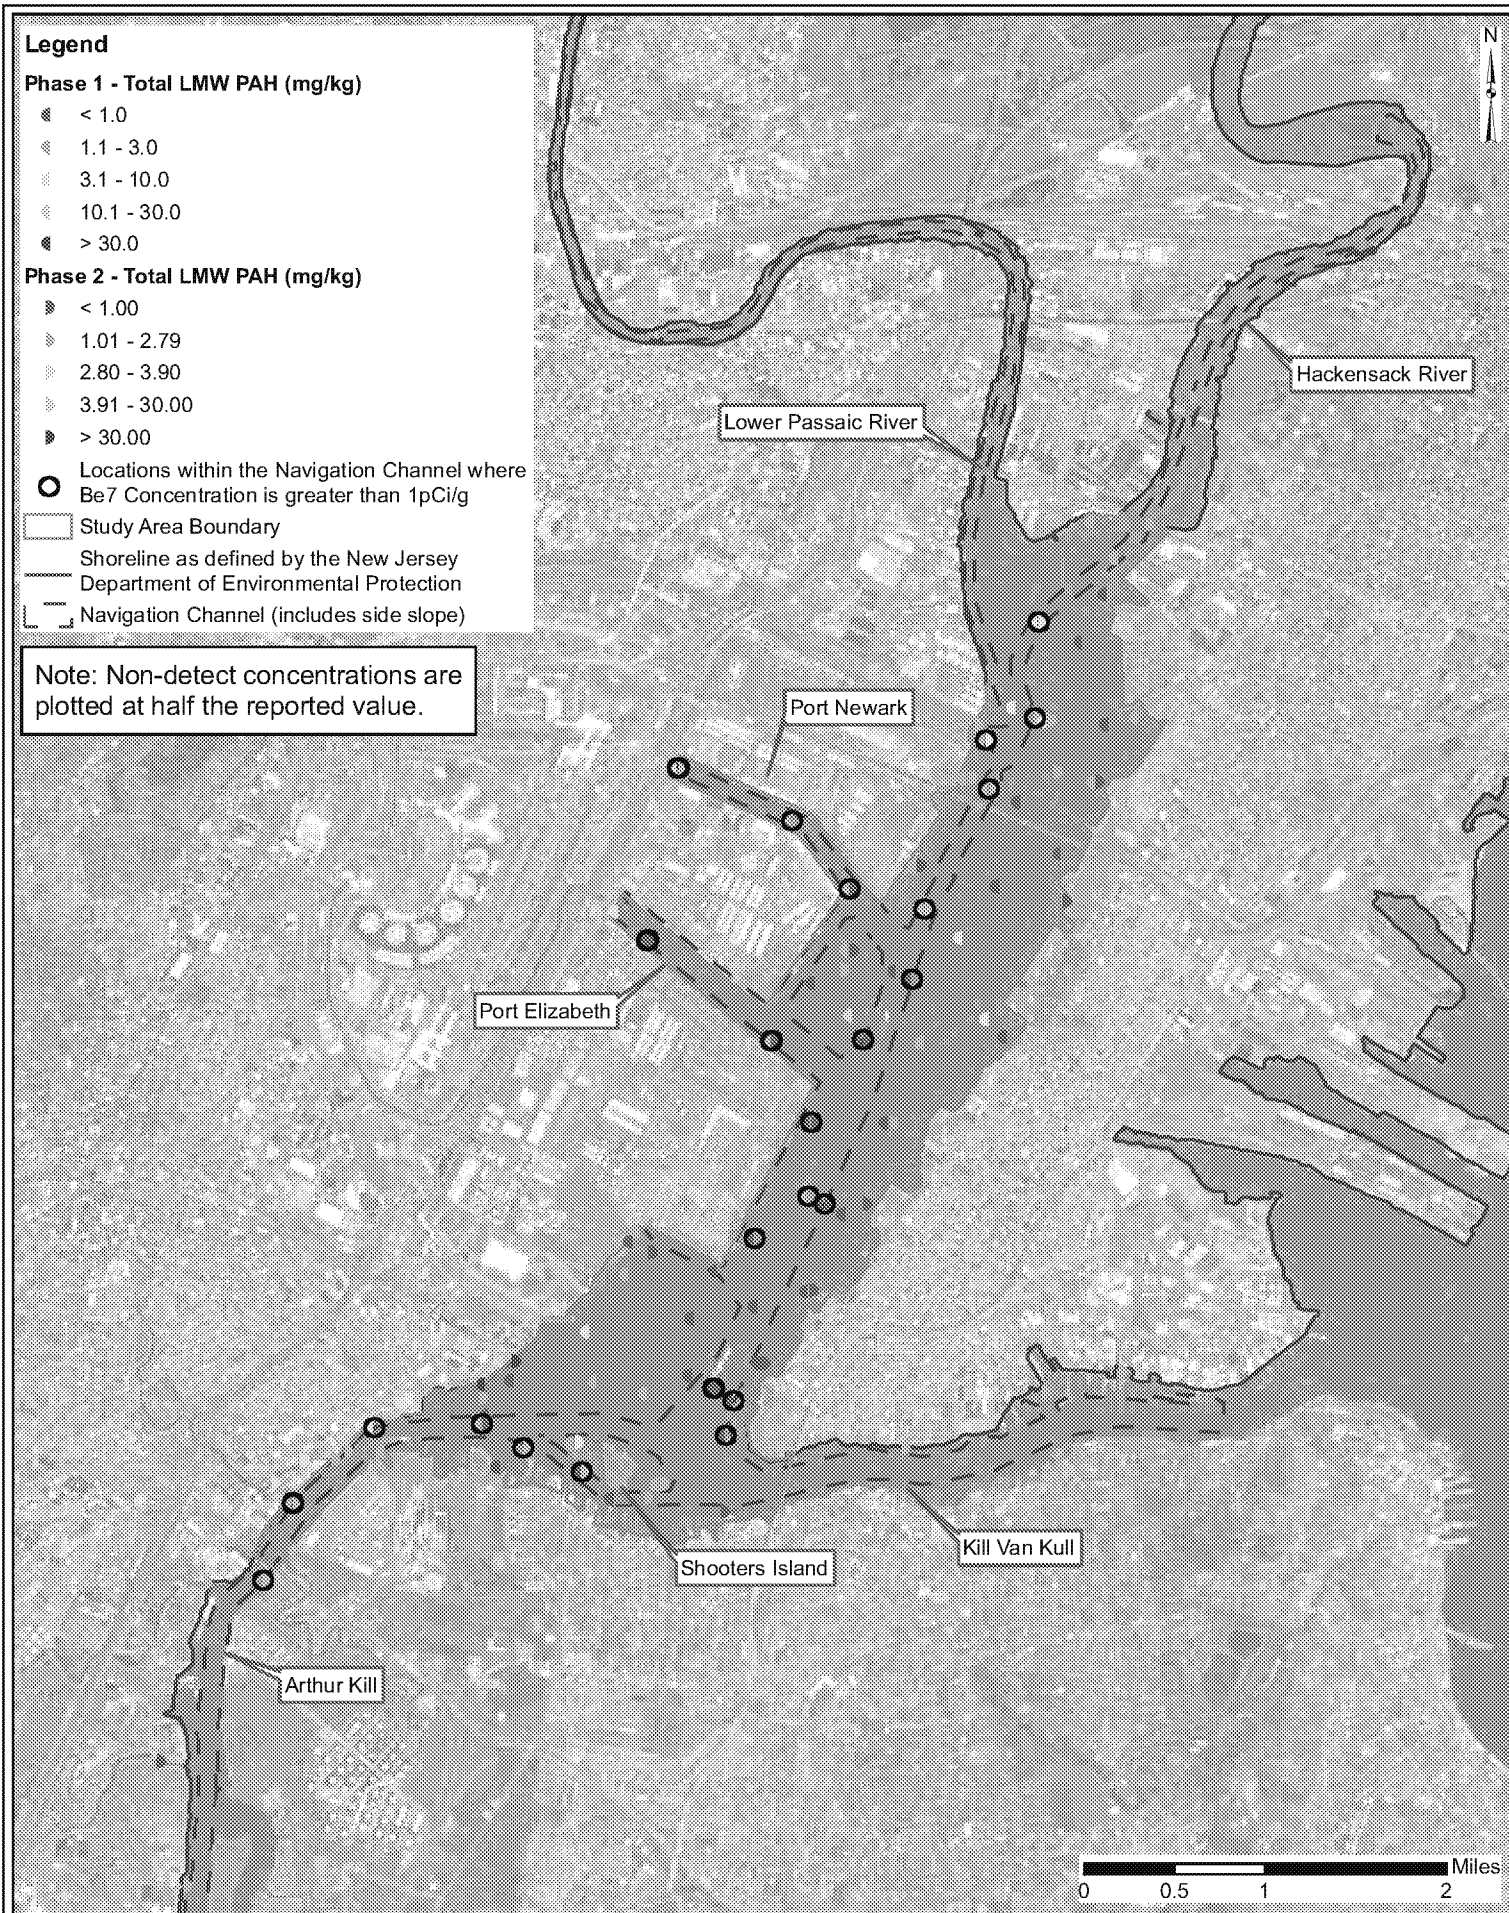 Legend
Phase 1 - Total LMW PAH (mg/kg)
< 1.0
1.1 - 3.0
3.1 - 10.0
10.1 - 30.0
> 30.0
Phase 2 - Total LMW PAH (mg/kg)
< 1.00
1.01 - 2.79
2.80 - 3.90
3.91 - 30.00
> 30.00
Locations within the Navigation Channel where
Be7 Concentration is greater than 1pCi/g
Study Area Boundary
Shoreline as defined by the New Jersey
Department of Environmental Protection
Navigation Channel (includes side slope)
Note: Non-detect concentrations are
plotted at half the reported value.
N
Hackensack River
Lower Passaic River
Port Newark
Port Elizabeth
Kill Van Kull
Shooters Island
Arthur Kill
Miles
0 0.5 1 2